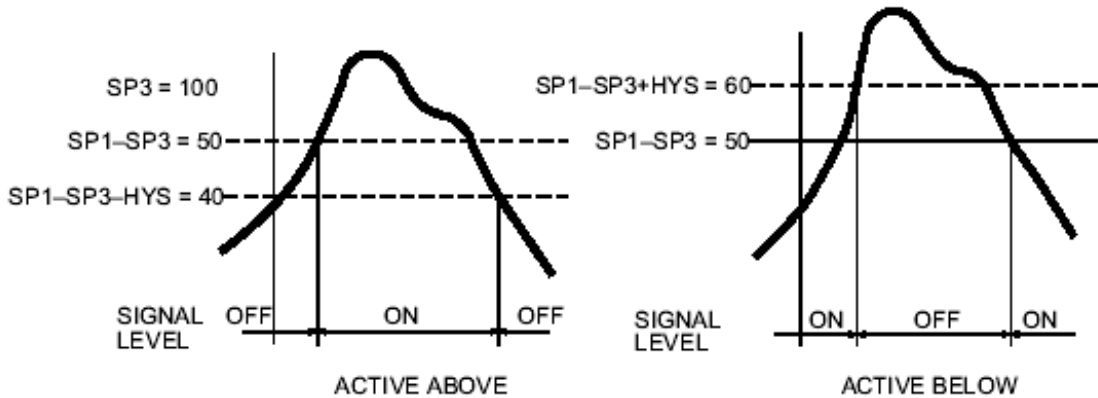 SP3 = 100
SP1–SP3 = 50
SP1–SP3–HYS = 40
SIGNAL LEVEL
OFF ON OFF
ACTIVE ABOVE
SP1–SP3+HYS = 60
SP1–SP3 = 50
SIGNAL LEVEL
ON OFF ON
ACTIVE BELOW